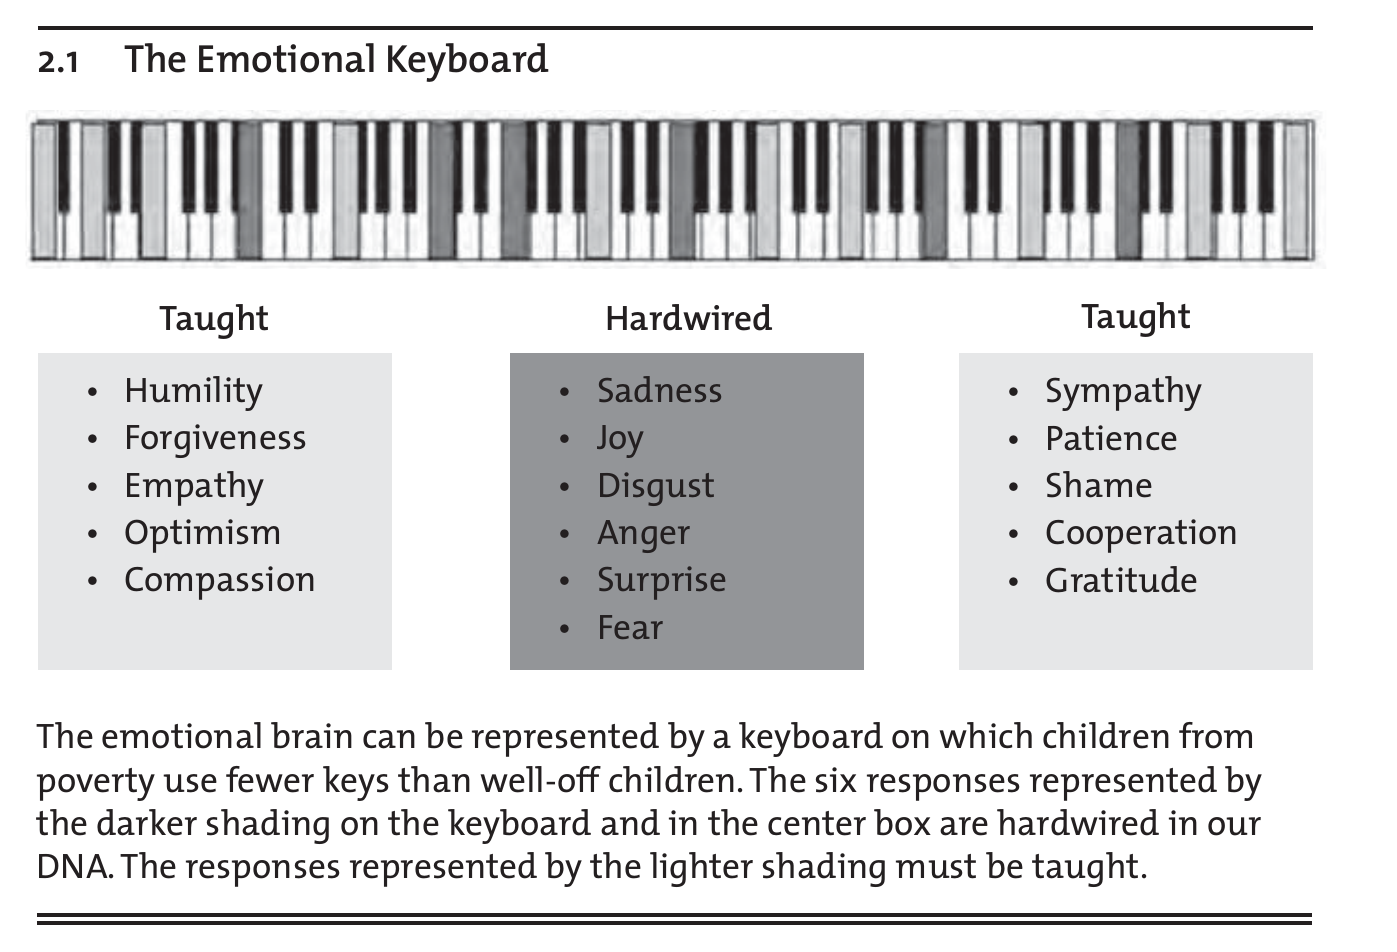 2.1 The Emotional Keyboard
Taught
• Humility
• Forgiveness
• Empathy
• Optimism
• Compassion
Hardwired
• Sadness
• Joy
• Disgust
• Anger
• Surprise
• Fear
Taught
• Sympathy
• Patience
• Shame
• Cooperation
• Gratitude
The emotional brain can be represented by a keyboard on which children from
poverty use fewer keys than well-off children. The six responses represented by
the darker shading on the keyboard and in the center box are hardwired in our
DNA. The responses represented by the lighter shading must be taught.